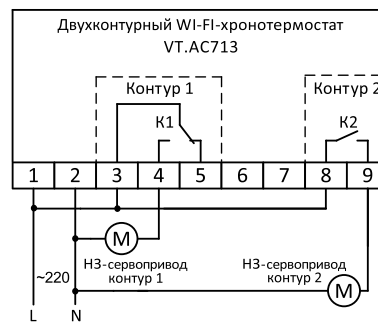 Двухконтурный WI-FI-хронотермостат
VT.AC713
Контур 1
Контур 2
К1
К2
1 2 3 4 5 6 7 8 9
М
НЗ-сервопривод
контур 1
НЗ-сервопривод
контур 2
М
~220
L N